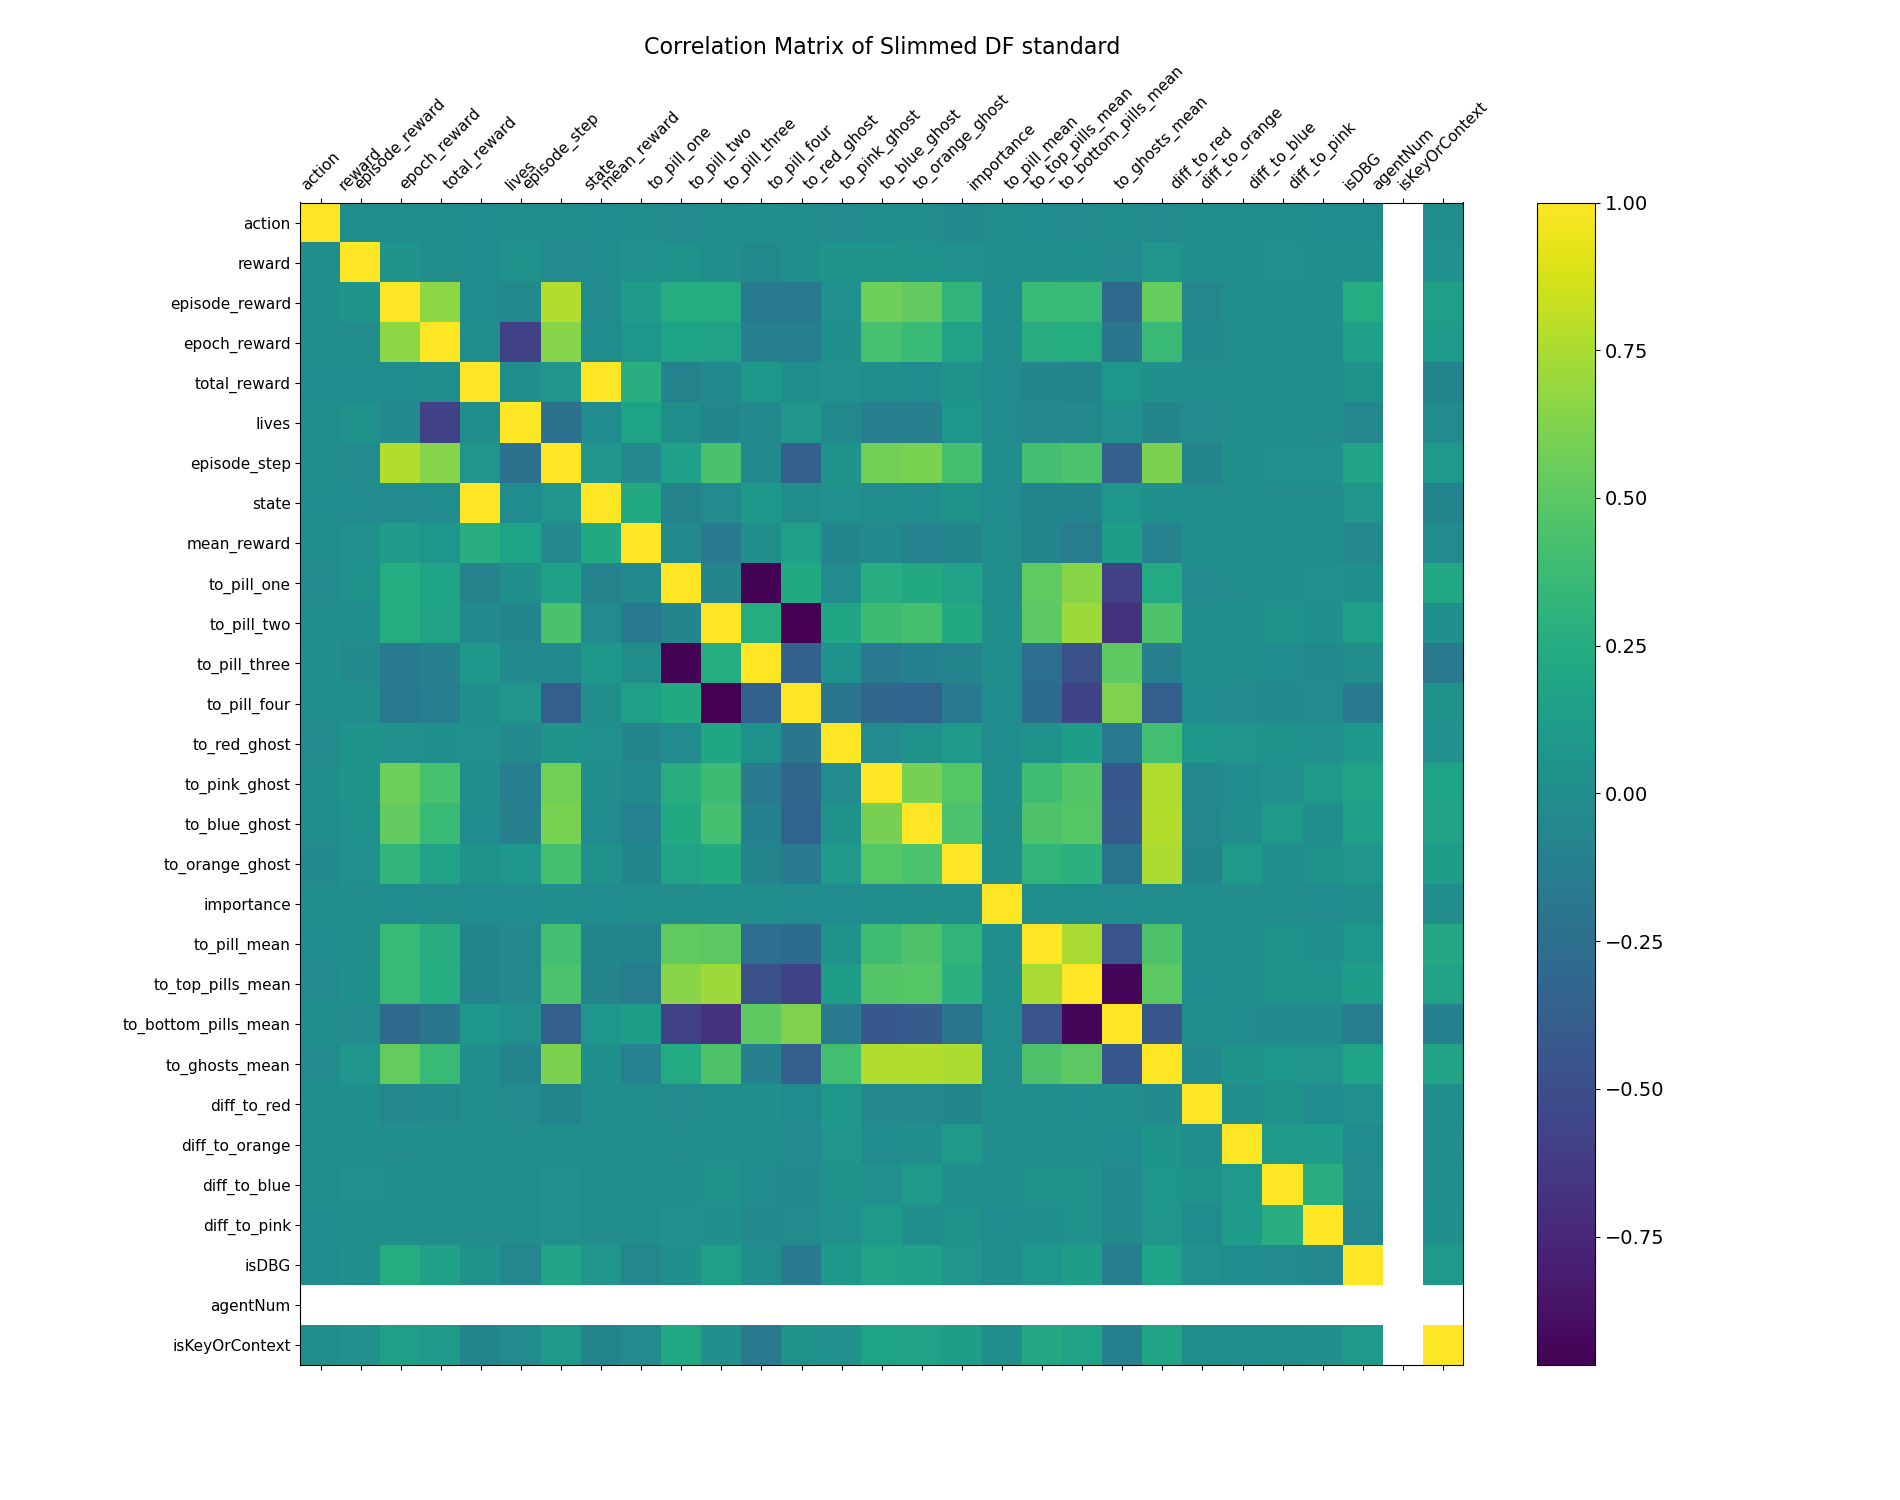 Correlation Matrix of Slimmed DF standard
action
reward
episode_reward
epoch_reward
total_reward
lives
episode_step
state
mean_reward
to_pill_one
to_pill_two
to_pill_three
to_pill_four
to_red_ghost
to_pink_ghost
to_blue_ghost
to_orange_ghost
importance
to_pill_mean
to_top_pills_mean
to_bottom_pills_mean
to_ghosts_mean
diff_to_red
diff_to_orange
diff_to_blue
diff_to_pink
isDBG
agentNum
isKeyOrContext
action
reward
episode_reward
epoch_reward
total_reward
lives
episode_step
state
mean_reward
to_pill_one
to_pill_two
to_pill_three
to_pill_four
to_red_ghost
to_pink_ghost
to_blue_ghost
to_orange_ghost
importance
to_pill_mean
to_top_pills_mean
to_bottom_pills_mean
to_ghosts_mean
diff_to_red
diff_to_orange
diff_to_blue
diff_to_pink
isDBG
agentNum
isKeyOrContext
1.00
0.75
0.50
0.25
0.00
−0.25
−0.50
−0.75